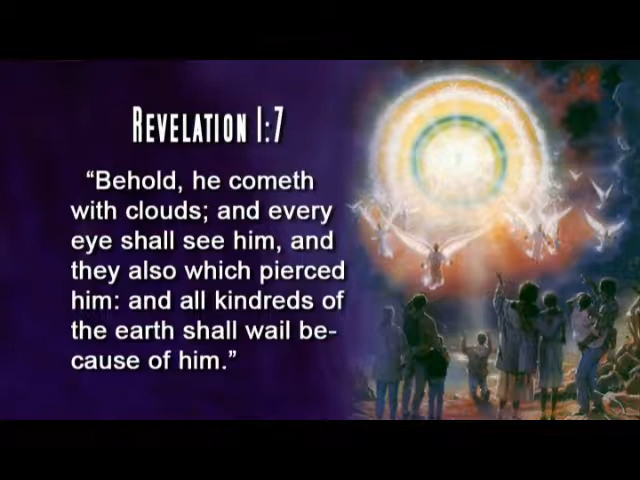 REVELATION 1:7
“Behold, he cometh
with clouds; and every
eye shall see him, and
they also which pierced
him: and all kindreds of
the earth shall wail be-
cause of him.”